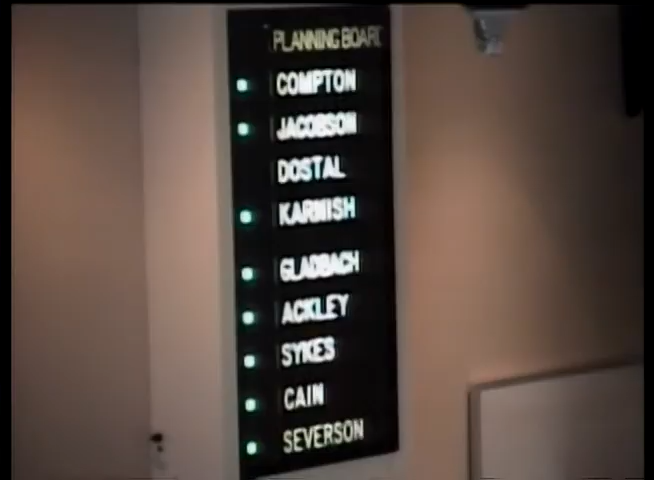 PLANNING BOARD
COMPTON
JACOBSON
DOSTAL
KARNISH
GLADBACH
ACKLEY
SYKES
CAIN
SEVERSON